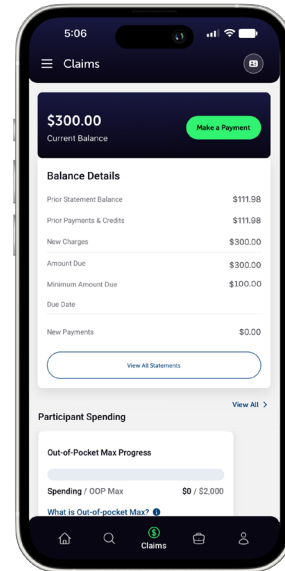 5:06
Claims
$300.00
Current Balance
Make a Payment
Balance Details
Prior Statement Balance $111.98
Prior Payments & Credits $111.98
New Charges $300.00
Amount Due $300.00
Minimum Amount Due $100.00
Due Date
New Payments $0.00
View All Statements
View All >
Participant Spending
Out-of-Pocket Max Progress
Spending / OOP Max $0 / $2,000
What is Out-of-pocket Max?
Claims